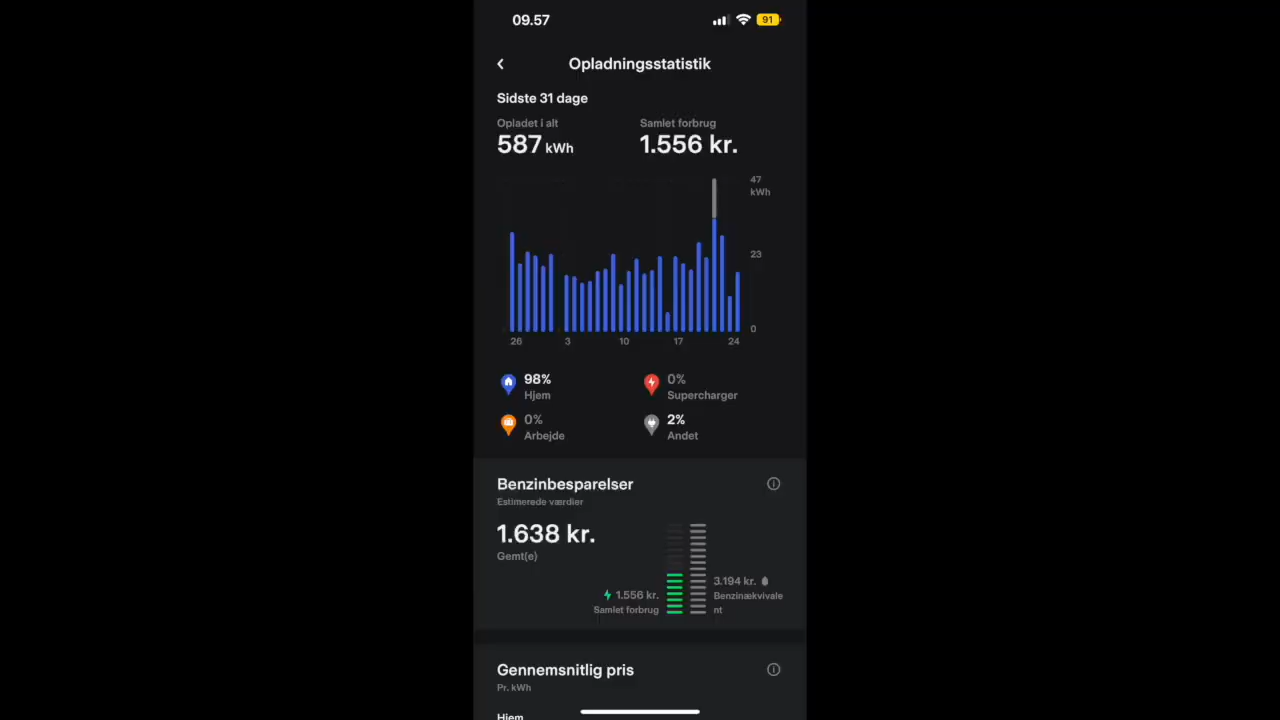 09.57
91
Opladningsstatistik
Sidste 31 dage
Opladet i alt
Samlet forbrug
587 kWh
1.556 kr.
47
kWh
23
0
26
3
10
17
24
98%
Hjem
0%
Supercharger
0%
Arbejde
2%
Andet
Benzinbesparelser
Estimerede værdier
1.638 kr.
Gemt(e)
1.556 kr.
Samlet forbrug
3.194 kr.
Benzinækvivale
nt
Gennemsnitlig pris
Pr. kWh
Hjem